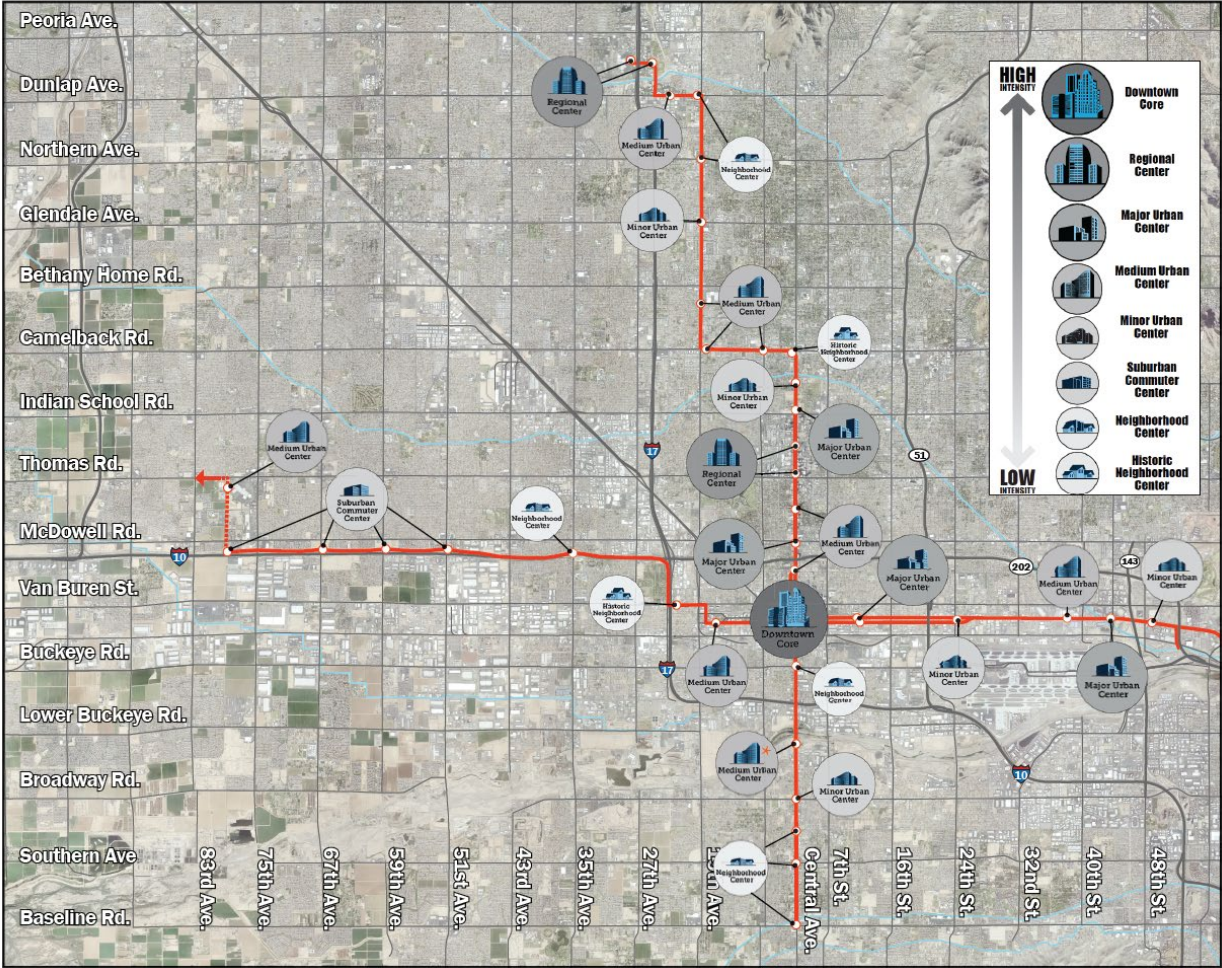 Peoria Ave.
Dunlap Ave.
Northern Ave.
Glendale Ave.
Bethany Home Rd.
Camelback Rd.
Indian School Rd.
Thomas Rd.
McDowell Rd.
Van Buren St.
Buckeye Rd.
Lower Buckeye Rd.
Broadway Rd.
Southern Ave
Baseline Rd.
83rd Ave.
75th Ave.
67th Ave.
59th Ave.
51st Ave.
43rd Ave.
35th Ave.
27th Ave.
Central Ave.
7th St.
16th St.
24th St.
32nd St.
40th St.
48th St.
HIGH
INTENSITY
LOW
INTENSITY
Downtown
Core
Regional
Center
Major Urban
Center
Medium Urban
Center
Minor Urban
Center
Suburban
Commuter
Center
Neighborhood
Center
Historic
Neighborhood
Center
Regional
Center
Medium Urban
Center
Neighborhood
Center
Minor Urban
Center
Medium Urban
Center
Historic
Neighborhood
Center
Minor Urban
Center
Major Urban
Center
Regional
Center
Medium Urban
Center
Major Urban
Center
Medium Urban
Center
Suburban
Commuter
Center
Neighborhood
Center
Historic
Neighborhood
Center
Medium Urban
Center
Downtown
Core
Major Urban
Center
Minor Urban
Center
Medium Urban
Center
Major Urban
Center
Minor Urban
Center
Neighborhood
Center
Medium Urban
Center
*
Minor Urban
Center
Neighborhood
Center
17
51
10
202
143
17
10